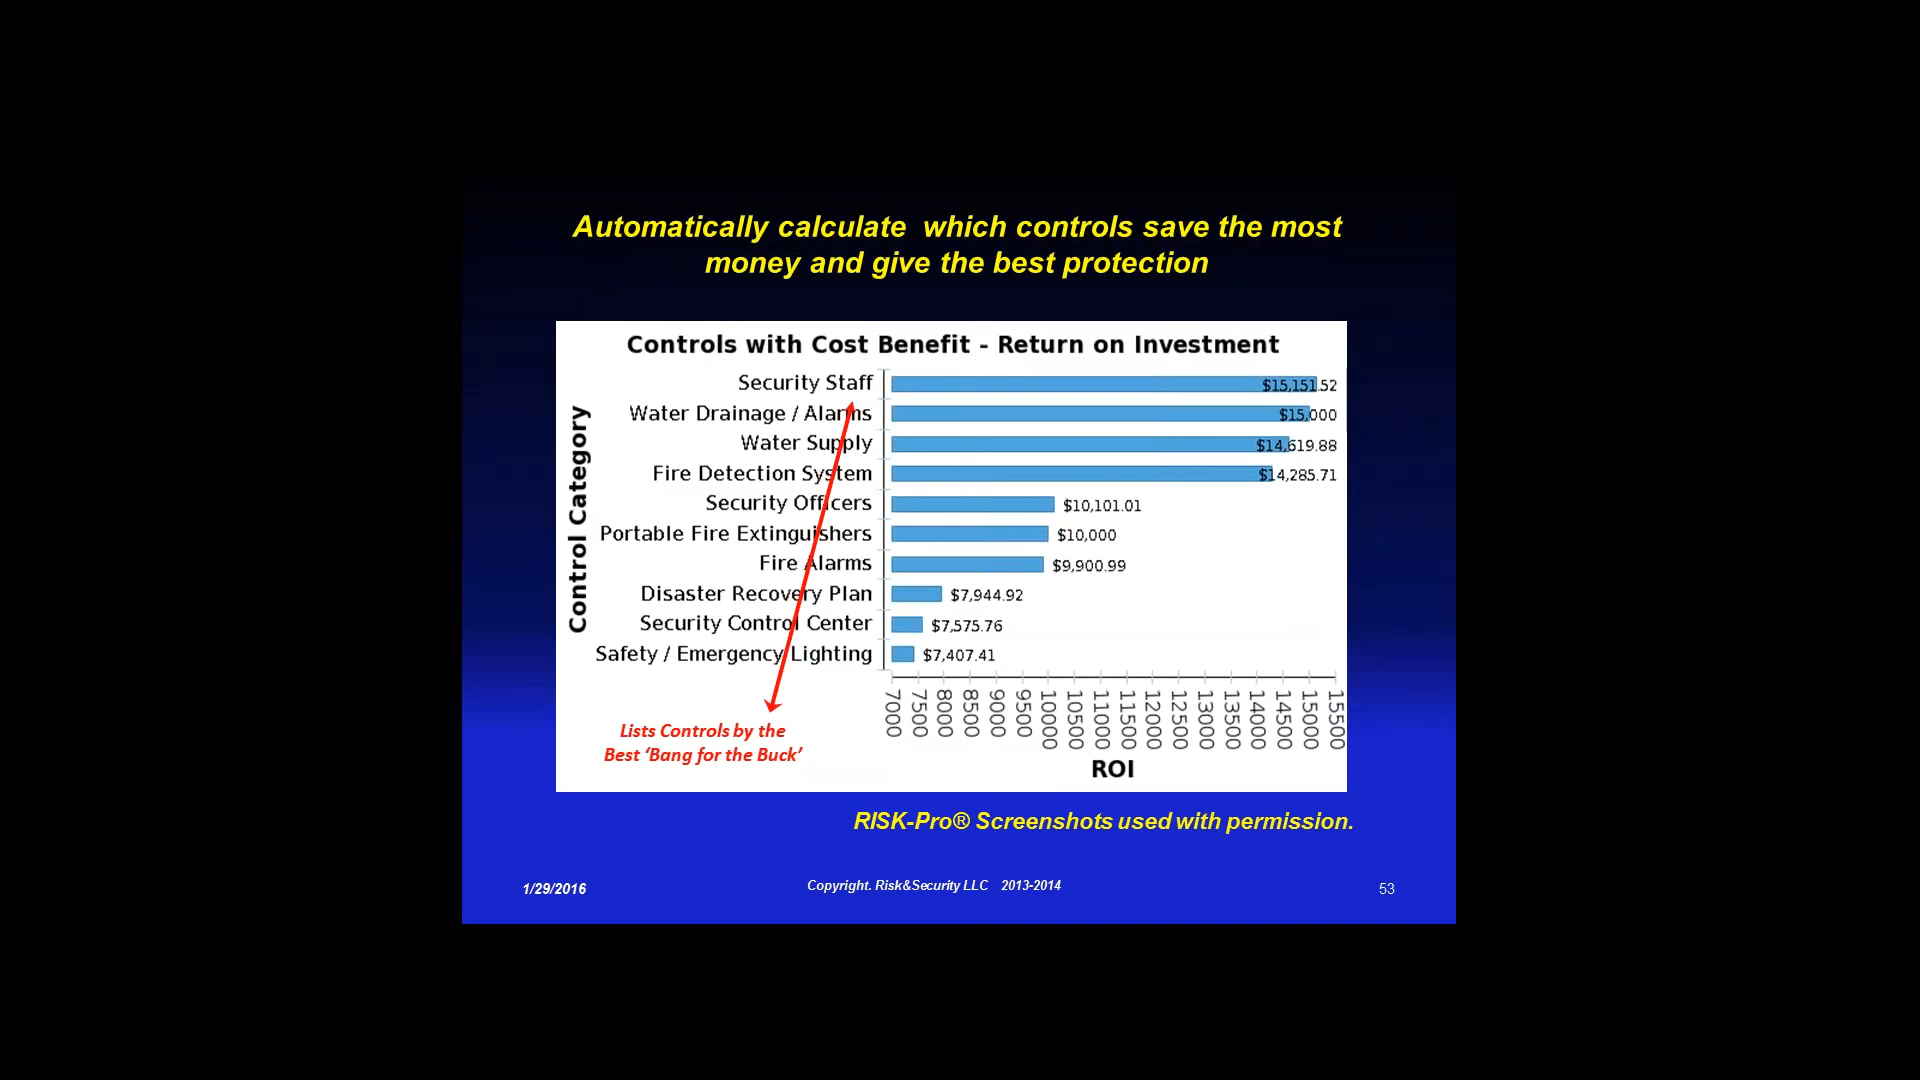 Automatically calculate which controls save the most
money and give the best protection
Controls with Cost Benefit - Return on Investment
Control Category
Security Staff $15,151.52
Water Drainage / Alarms $15,000
Water Supply $14,619.88
Fire Detection System $14,285.71
Security Officers $10,101.01
Portable Fire Extinguishers $10,000
Fire Alarms $9,900.99
Disaster Recovery Plan $7,944.92
Security Control Center $7,575.76
Safety / Emergency Lighting $7,407.41
7000 7500 8000 8500 9000 9500 10000 10500 11000 11500 12000 12500 13000 13500 14000 14500 15000 15500
ROI
Lists Controls by the
Best ‘Bang for the Buck’
RISK-Pro® Screenshots used with permission.
1/29/2016
Copyright. Risk&Security LLC 2013-2014
53